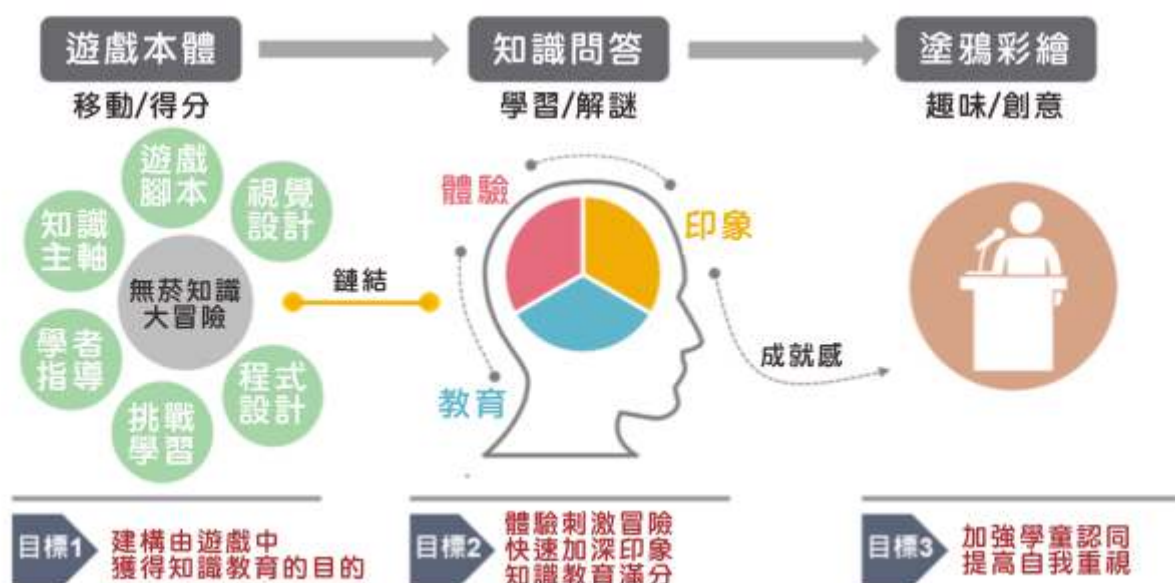 遊戲本體
知識問答
塗鴉彩繪
移動/得分
學習/解謎
趣味/創意
遊戲
腳本
視覺
設計
知識
主軸
無菸知識
大冒險
學者
指導
程式
設計
挑戰
學習
鏈結
體驗
印象
教育
成就感
目標1
建構由遊戲中
獲得知識教育的目的
目標2
體驗刺激冒險
快速加深印象
知識教育滿分
目標3
加強學童認同
提高自我重視